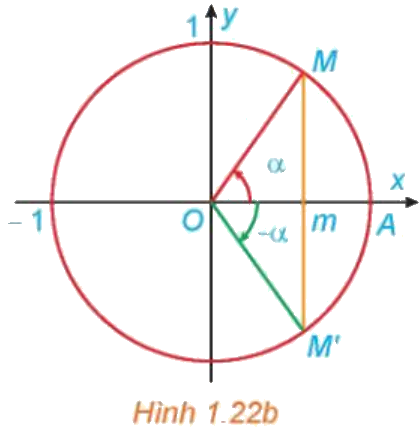 1 y
M
α
x
– 1 O m A
-α
M'
Hình 1.22b